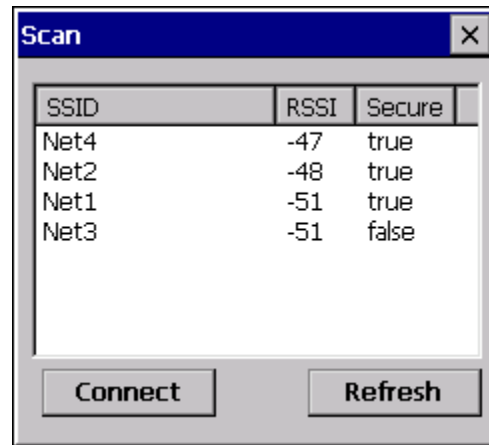 Scan
SSID RSSI Secure
Net4 -47 true
Net2 -48 true
Net1 -51 true
Net3 -51 false
Connect Refresh